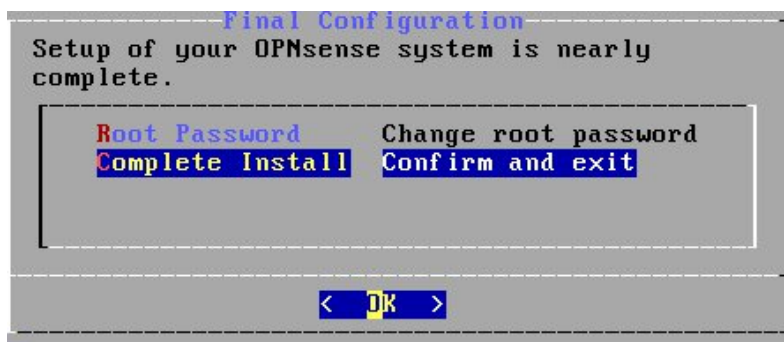 Final Configuration
Setup of your OPNsense system is nearly
complete.
Root Password Change root password
Complete Install Confirm and exit
< OK >